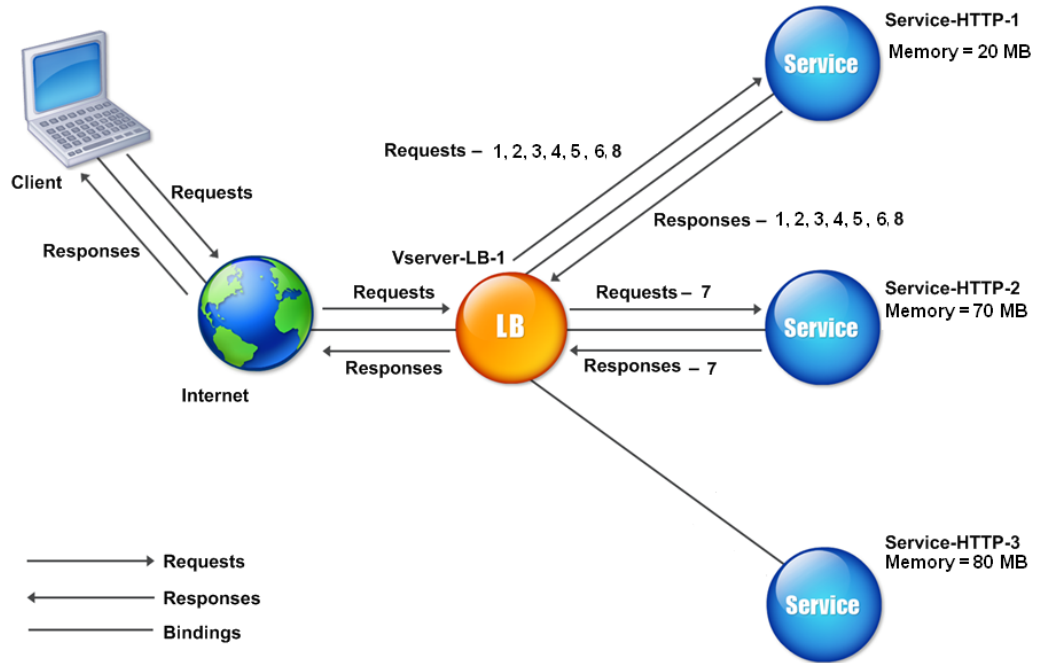 Service-HTTP-1
Memory = 20 MB
Service
Requests – 1, 2, 3, 4, 5 , 6, 8
Client
Requests
Responses
Responses – 1, 2, 3, 4, 5 , 6, 8
Vserver-LB-1
Service-HTTP-2
Memory = 70 MB
Requests
Requests – 7
LB
Service
Responses
Responses – 7
Internet
Service-HTTP-3
Memory = 80 MB
Service
Requests
Responses
Bindings